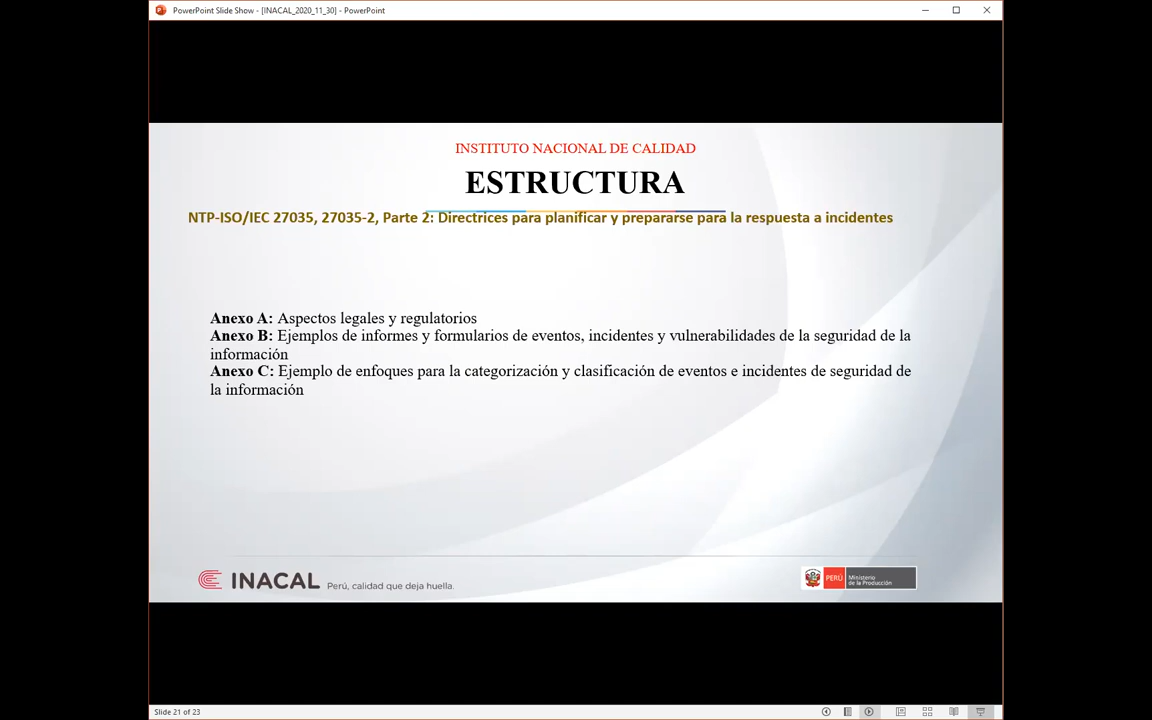 PowerPoint Slide Show - [INACAL_2020_11_30] - PowerPoint
INSTITUTO NACIONAL DE CALIDAD
ESTRUCTURA
NTP-ISO/IEC 27035, 27035-2, Parte 2: Directrices para planificar y prepararse para la respuesta a incidentes
Anexo A: Aspectos legales y regulatorios
Anexo B: Ejemplos de informes y formularios de eventos, incidentes y vulnerabilidades de la seguridad de la
información
Anexo C: Ejemplo de enfoques para la categorización y clasificación de eventos e incidentes de seguridad de
la información
INACAL Perú, calidad que deja huella.
PERÚ Ministerio
de la Producción
Slide 21 of 23